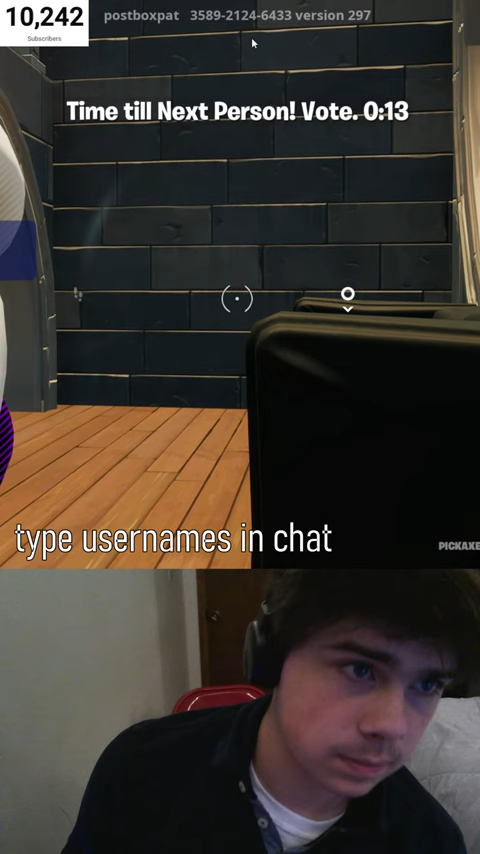 10,242
Subscribers
postboxpat 3589-2124-6433 version 297
Time till Next Person! Vote. 0:13
type usernames in chat
PICKAXE